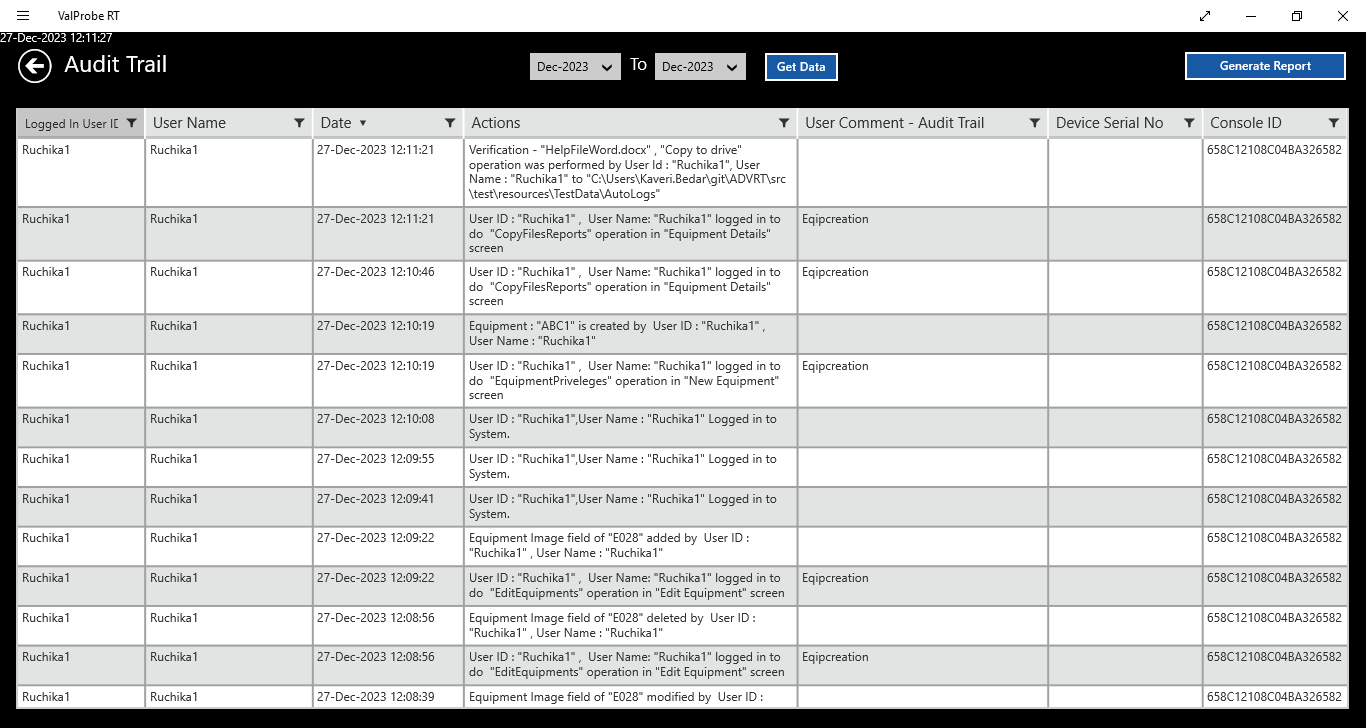 ValProbe RT
27-Dec-2023 12:11:27
Audit Trail
Dec-2023 To Dec-2023 Get Data Generate Report
Logged In User ID User Name Date Actions User Comment - Audit Trail Device Serial No Console ID
Ruchika1 Ruchika1 27-Dec-2023 12:11:21 Verification - "HelpFileWord.docx" , "Copy to drive" 658C12108C04BA326582
operation was performed by User Id : "Ruchika1", User
Name : "Ruchika1" to "C:\Users\Kaveri.Bedar\git\ADVRT\src
\test\resources\TestData\AutoLogs"
Ruchika1 Ruchika1 27-Dec-2023 12:11:21 User ID : "Ruchika1" , User Name: "Ruchika1" logged in to Eqipcreation 658C12108C04BA326582
do "CopyFilesReports" operation in "Equipment Details"
screen
Ruchika1 Ruchika1 27-Dec-2023 12:10:46 User ID : "Ruchika1" , User Name: "Ruchika1" logged in to Eqipcreation 658C12108C04BA326582
do "CopyFilesReports" operation in "Equipment Details"
screen
Ruchika1 Ruchika1 27-Dec-2023 12:10:19 Equipment : "ABC1" is created by User ID : "Ruchika1" , 658C12108C04BA326582
User Name : "Ruchika1"
Ruchika1 Ruchika1 27-Dec-2023 12:10:19 User ID : "Ruchika1" , User Name: "Ruchika1" logged in to Eqipcreation 658C12108C04BA326582
do "EquipmentPriveleges" operation in "New Equipment"
screen
Ruchika1 Ruchika1 27-Dec-2023 12:10:08 User ID : "Ruchika1",User Name : "Ruchika1" Logged in to 658C12108C04BA326582
System.
Ruchika1 Ruchika1 27-Dec-2023 12:09:55 User ID : "Ruchika1",User Name : "Ruchika1" Logged in to 658C12108C04BA326582
System.
Ruchika1 Ruchika1 27-Dec-2023 12:09:41 User ID : "Ruchika1",User Name : "Ruchika1" Logged in to 658C12108C04BA326582
System.
Ruchika1 Ruchika1 27-Dec-2023 12:09:22 Equipment Image field of "E028" added by User ID : 658C12108C04BA326582
"Ruchika1" , User Name : "Ruchika1"
Ruchika1 Ruchika1 27-Dec-2023 12:09:22 User ID : "Ruchika1" , User Name: "Ruchika1" logged in to Eqipcreation 658C12108C04BA326582
do "EditEquipments" operation in "Edit Equipment" screen
Ruchika1 Ruchika1 27-Dec-2023 12:08:56 Equipment Image field of "E028" deleted by User ID : 658C12108C04BA326582
"Ruchika1" , User Name : "Ruchika1"
Ruchika1 Ruchika1 27-Dec-2023 12:08:56 User ID : "Ruchika1" , User Name: "Ruchika1" logged in to Eqipcreation 658C12108C04BA326582
do "EditEquipments" operation in "Edit Equipment" screen
Ruchika1 Ruchika1 27-Dec-2023 12:08:39 Equipment Image field of "E028" modified by User ID : 658C12108C04BA326582